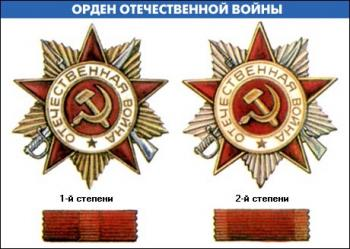 ОРДЕН ОТЕЧЕСТВЕННОЙ ВОЙНЫ
ОТЕЧЕСТВЕННАЯ ВОЙНА
ОТЕЧЕСТВЕННАЯ ВОЙНА
1-й степени
2-й степени